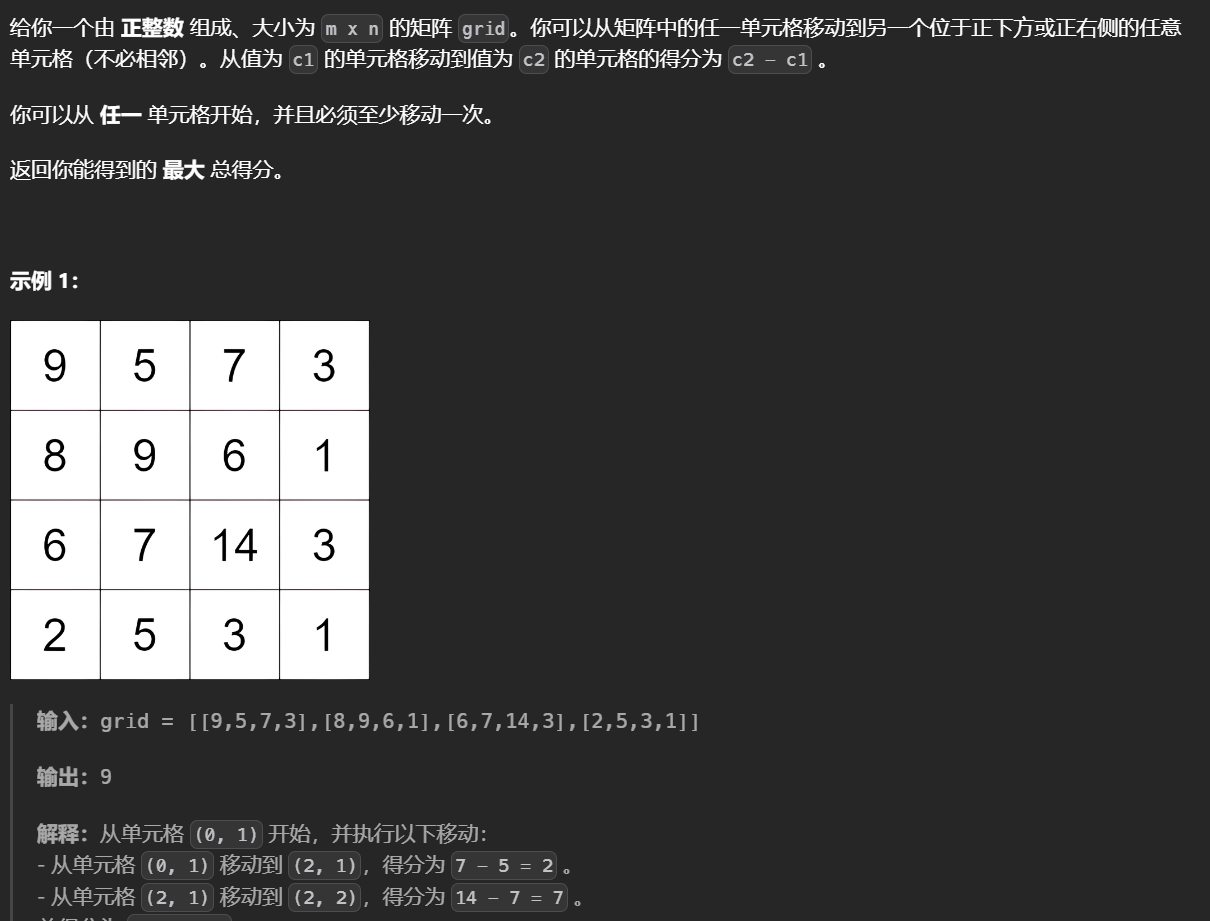 给你一个由 正整数 组成、大小为 m x n 的矩阵 grid。你可以从矩阵中的任一单元格移动到另一个位于正下方或正右侧的任意
单元格（不必相邻）。从值为 c1 的单元格移动到值为 c2 的单元格的得分为 c2 - c1 。
你可以从 任一 单元格开始，并且必须至少移动一次。
返回你能得到的 最大 总得分。
示例 1：
9 5 7 3
8 9 6 1
6 7 14 3
2 5 3 1
输入：grid = [[9,5,7,3],[8,9,6,1],[6,7,14,3],[2,5,3,1]]
输出：9
解释：从单元格 (0, 1) 开始，并执行以下移动：
- 从单元格 (0, 1) 移动到 (2, 1)，得分为 7 - 5 = 2 。
- 从单元格 (2, 1) 移动到 (2, 2)，得分为 14 - 7 = 7 。